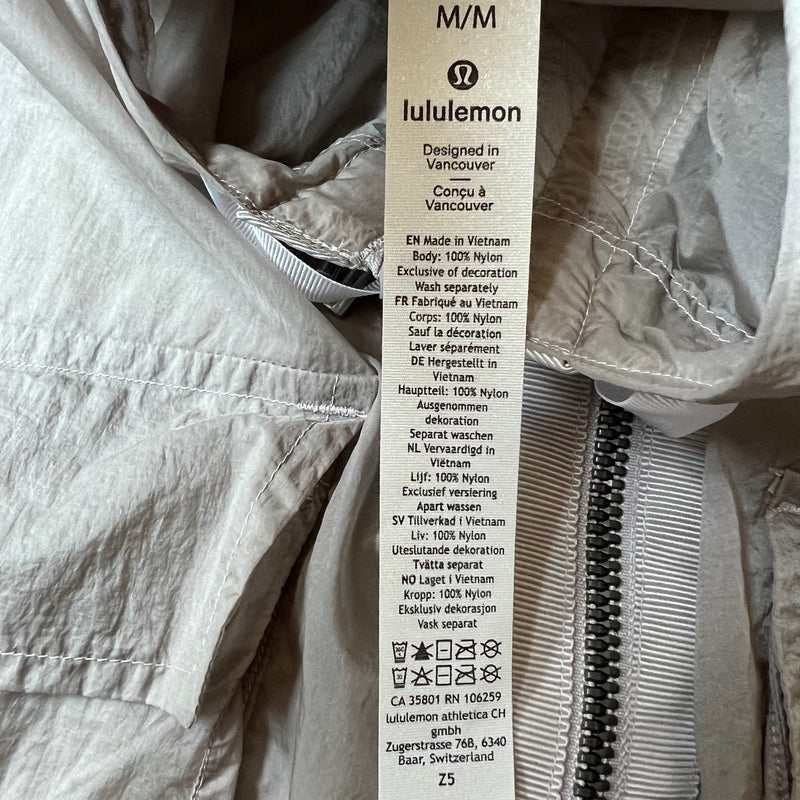 M/M
lululemon
Designed in
Vancouver
Conçu à
Vancouver
EN Made in Vietnam
Body: 100% Nylon
Exclusive of decoration
Wash separately
FR Fabriqué au Vietnam
Corps: 100% Nylon
Sauf la décoration
Laver séparément
DE Hergestellt in
Vietnam
Hauptteil: 100% Nylon
Ausgenommen
dekoration
Separat waschen
NL Vervaardigd in
Viëtnam
Lijf: 100% Nylon
Exclusief versiering
Apart wassen
SV Tillverkad i Vietnam
Liv: 100% Nylon
Uteslutande dekoration
Tvätta separat
NO Laget i Vietnam
Kropp: 100% Nylon
Eksklusiv dekorasjon
Vask separat
CA 35801 RN 106259
lululemon athletica CH
gmbh
Zugerstrasse 76B, 6340
Baar, Switzerland
Z5